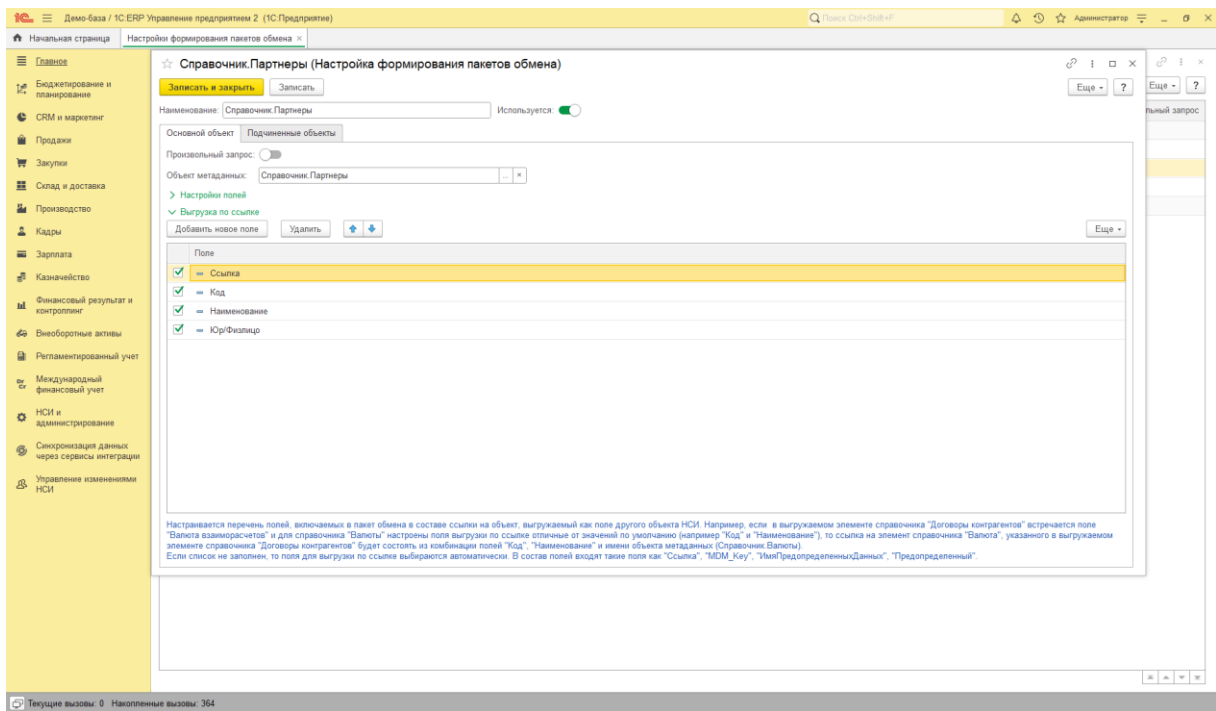 1С Демо-база / 1С:ERP Управление предприятием 2 (1С:Предприятие) Поиск Ctrl+Shift+F Администратор
Начальная страница Настройки формирования пакетов обмена ×
Главное
Бюджетирование и
планирование
CRM и маркетинг
Продажи
Закупки
Склад и доставка
Производство
Кадры
Зарплата
Казначейство
Финансовый результат и
контроллинг
Внеоборотные активы
Регламентированный учет
Международный
финансовый учет
НСИ и
администрирование
Синхронизация данных
через сервисы интеграции
Управление изменениями
НСИ
Справочник.Партнеры (Настройка формирования пакетов обмена)
Записать и закрыть Записать Еще ?
Наименование: Справочник.Партнеры Используется:
Основной объект Подчиненные объекты
Произвольный запрос:
Объект метаданных: Справочник.Партнеры ... ×
Настройки полей
Выгрузка по ссылке
Добавить новое поле Удалить Еще
Поле
Ссылка
Код
Наименование
Юр/Физлицо
Настраивается перечень полей, включаемых в пакет обмена в составе ссылки на объект, выгружаемый как поле другого объекта НСИ. Например, если в выгружаемом элементе справочника "Договоры контрагентов" встречается поле
"Валюта взаиморасчетов" и для справочника "Валюты" настроены поля выгрузки по ссылке отличные от значений по умолчанию (например "Код" и "Наименование"), то ссылка на элемент справочника "Валюта", указанного в выгружаемом
элементе справочника "Договоры контрагентов" будет состоять из комбинации полей "Код", "Наименование" и имени объекта метаданных (Справочник.Валюты).
Если список не заполнен, то поля для выгрузки по ссылке выбираются автоматически. В состав полей входят такие поля как "Ссылка", "MDM_Key", "ИмяПредопределенныхДанных", "Предопределенный".
Еще ?
льный запрос
Текущие вызовы: 0 Накопленные вызовы: 364